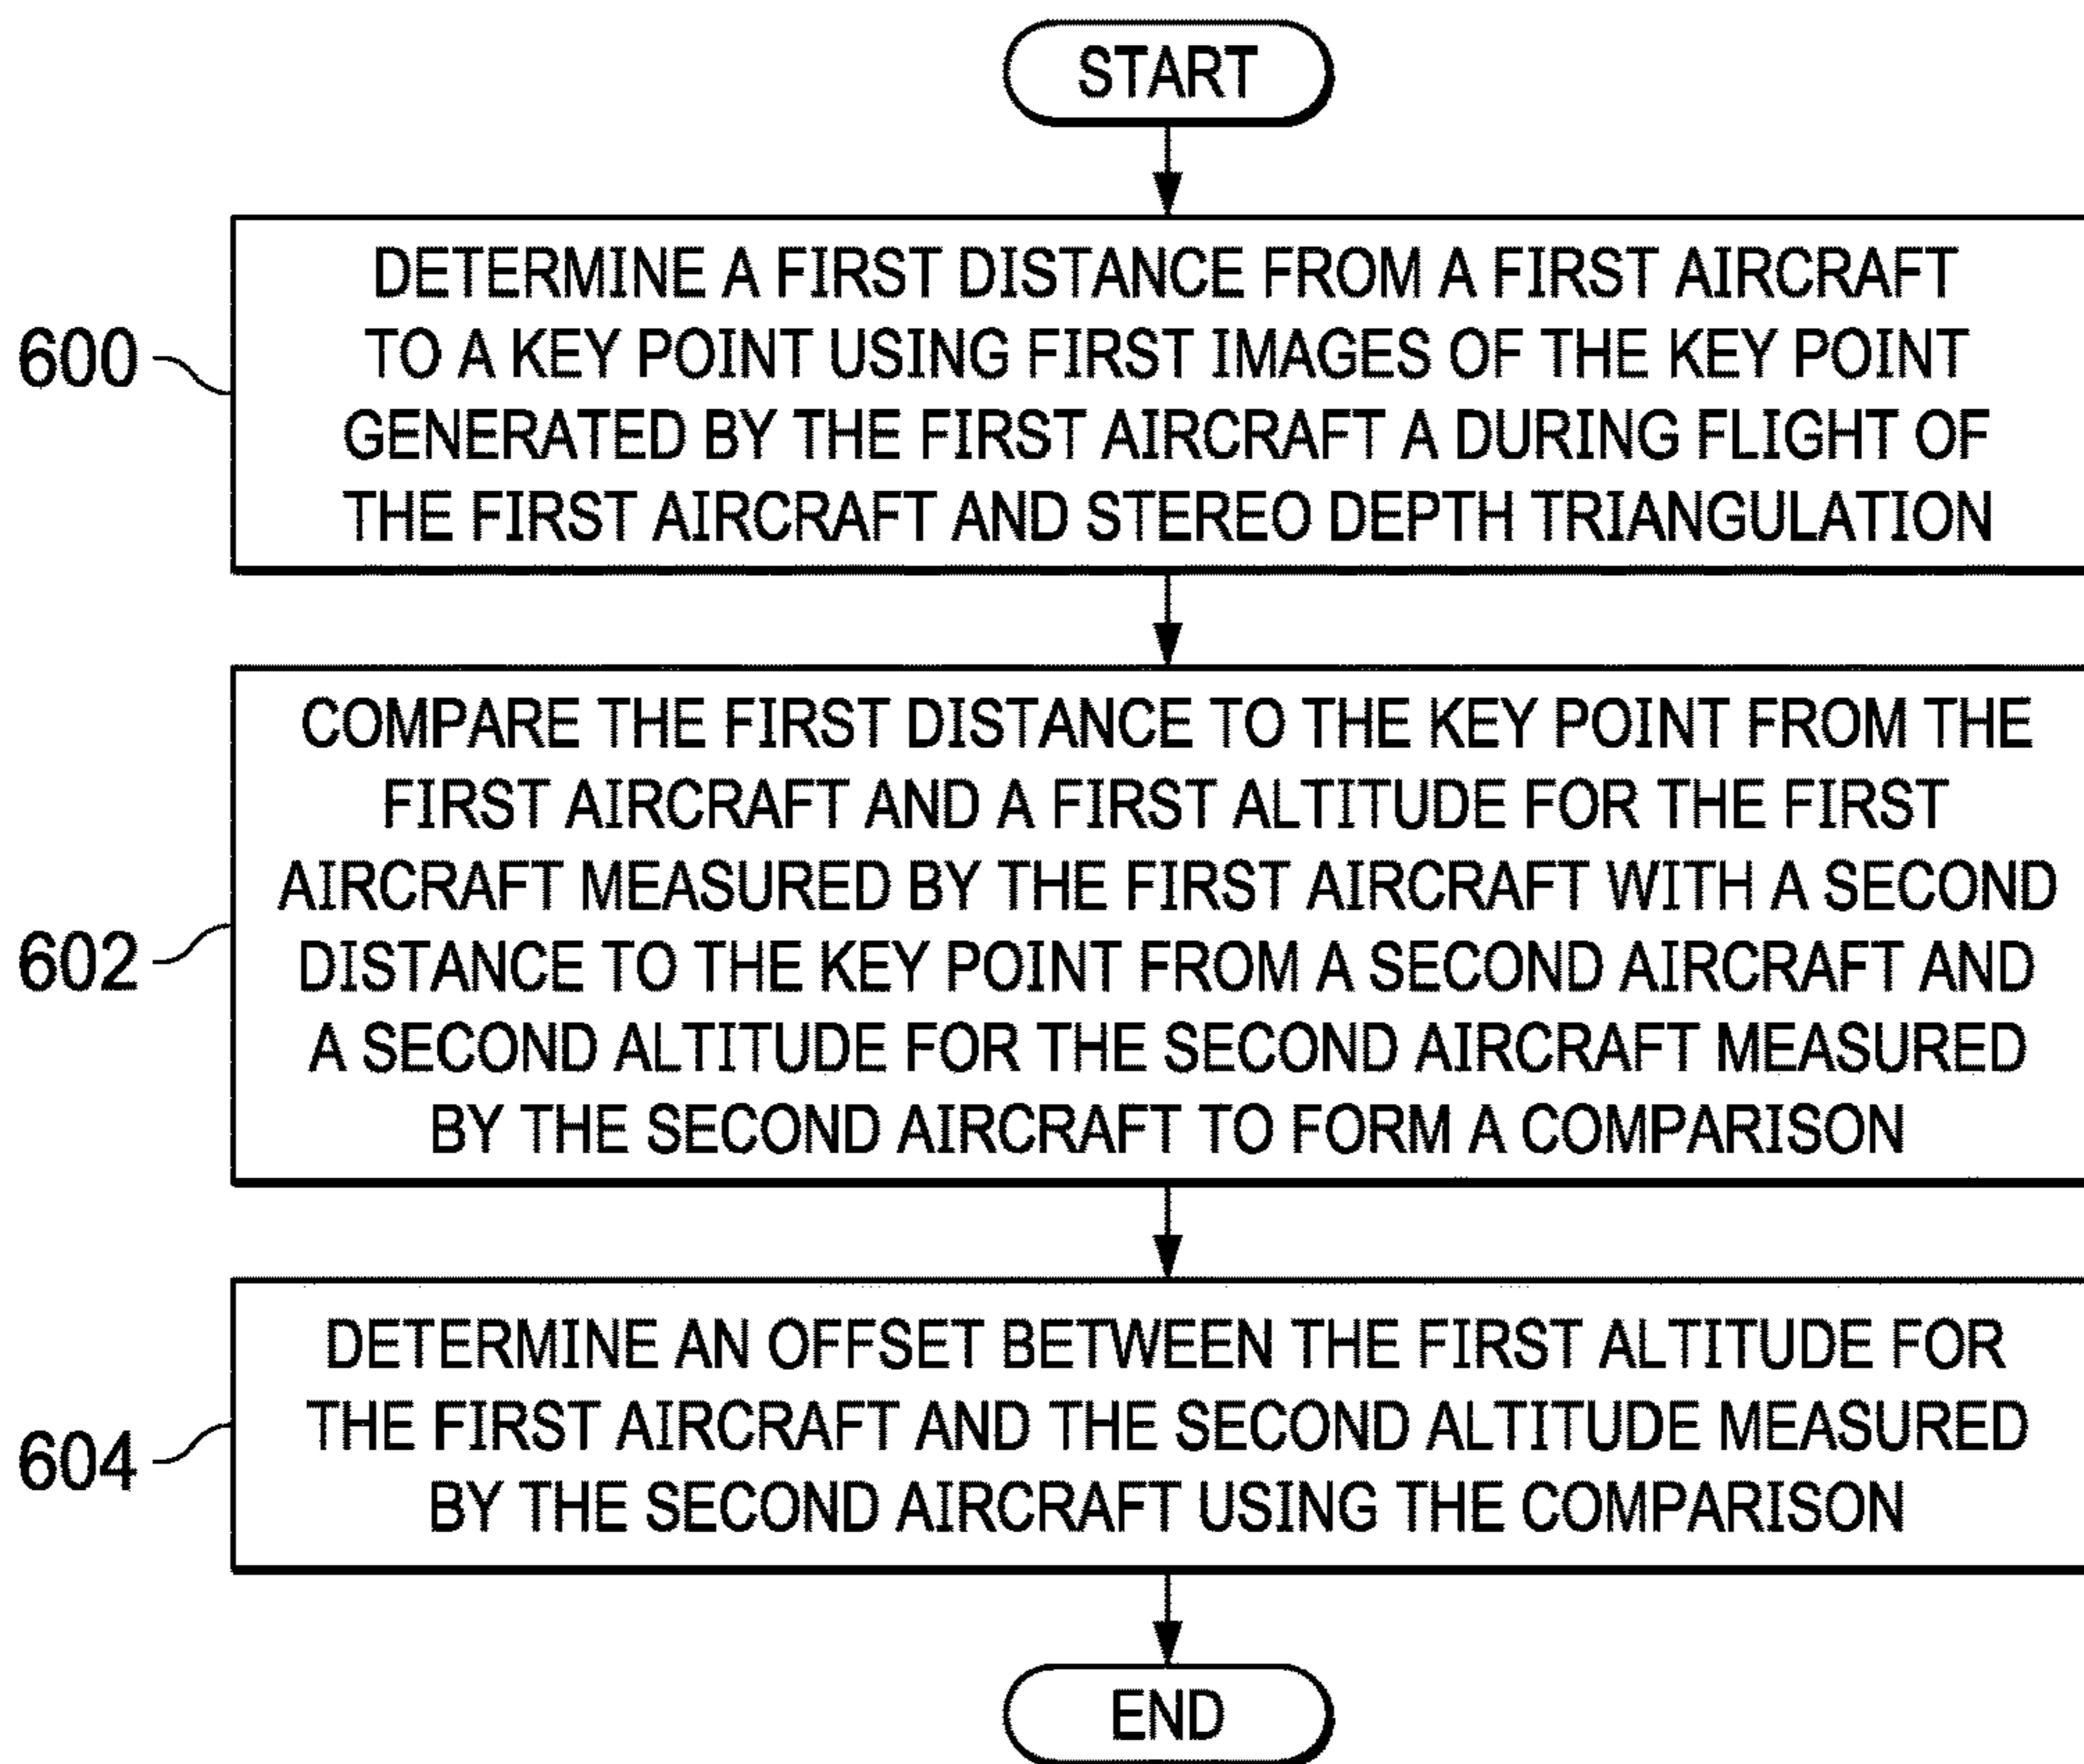 START
600
DETERMINE A FIRST DISTANCE FROM A FIRST AIRCRAFT
TO A KEY POINT USING FIRST IMAGES OF THE KEY POINT
GENERATED BY THE FIRST AIRCRAFT A DURING FLIGHT OF
THE FIRST AIRCRAFT AND STEREO DEPTH TRIANGULATION
602
COMPARE THE FIRST DISTANCE TO THE KEY POINT FROM THE
FIRST AIRCRAFT AND A FIRST ALTITUDE FOR THE FIRST
AIRCRAFT MEASURED BY THE FIRST AIRCRAFT WITH A SECOND
DISTANCE TO THE KEY POINT FROM A SECOND AIRCRAFT AND
A SECOND ALTITUDE FOR THE SECOND AIRCRAFT MEASURED
BY THE SECOND AIRCRAFT TO FORM A COMPARISON
604
DETERMINE AN OFFSET BETWEEN THE FIRST ALTITUDE FOR
THE FIRST AIRCRAFT AND THE SECOND ALTITUDE MEASURED
BY THE SECOND AIRCRAFT USING THE COMPARISON
END